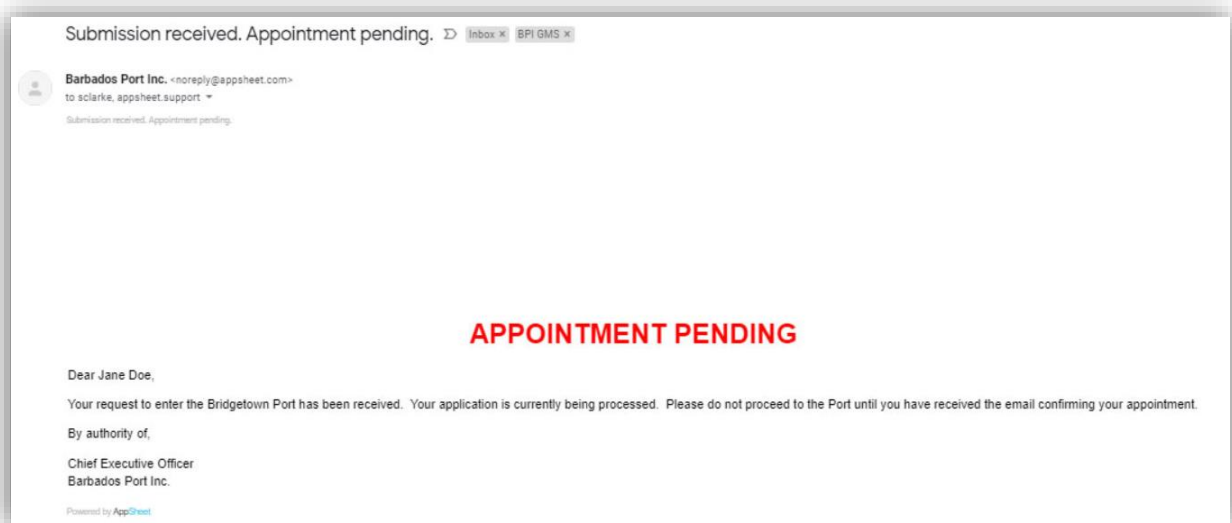 Submission received. Appointment pending. Inbox x BPI GMS x
Barbados Port Inc. <noreply@appsheet.com>
to sclarke, appsheet.support
Submission received. Appointment pending.
APPOINTMENT PENDING
Dear Jane Doe,
Your request to enter the Bridgetown Port has been received.  Your application is currently being processed.  Please do not proceed to the Port until you have received the email confirming your appointment.
By authority of,
Chief Executive Officer
Barbados Port Inc.
Powered by AppSheet